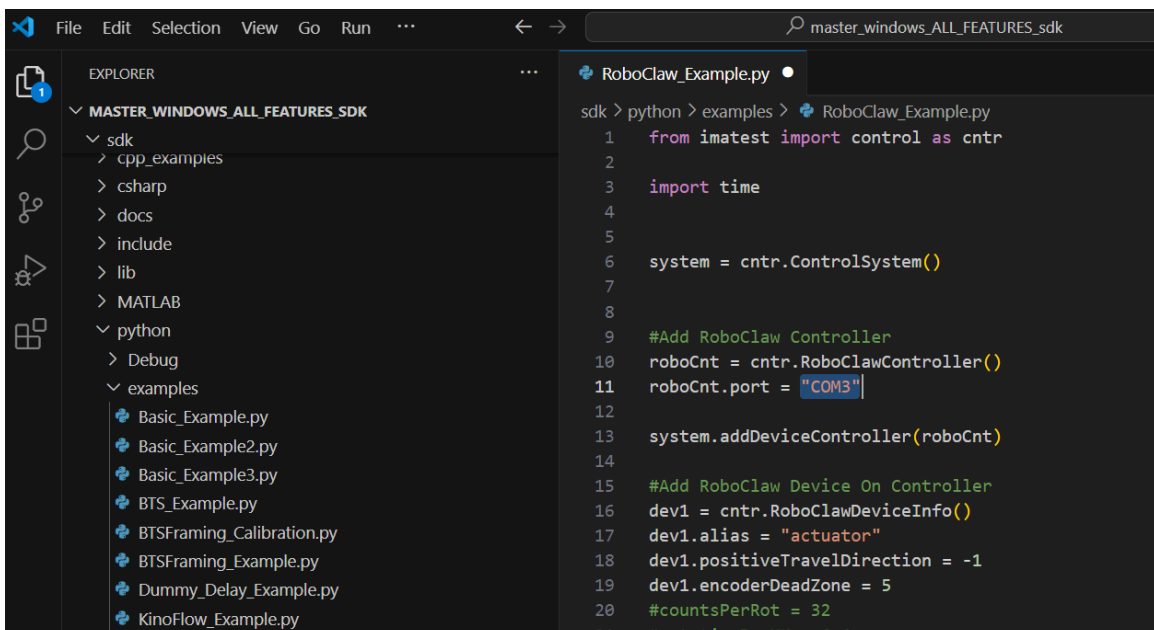 File Edit Selection View Go Run ··· ← → master_windows_ALL_FEATURES_sdk
EXPLORER ···
1
MASTER_WINDOWS_ALL_FEATURES_SDK
sdk
cpp_examples
csharp
docs
include
lib
MATLAB
python
Debug
examples
Basic_Example.py
Basic_Example2.py
Basic_Example3.py
BTS_Example.py
BTSFraming_Calibration.py
BTSFraming_Example.py
Dummy_Delay_Example.py
KinoFlow_Example.py
RoboClaw_Example.py
sdk > python > examples > RoboClaw_Example.py
1 from imatest import control as cntr
2
3 import time
4
5
6 system = cntr.ControlSystem()
7
8
9 #Add RoboClaw Controller
10 roboCnt = cntr.RoboClawController()
11 roboCnt.port = "COM3"
12
13 system.addDeviceController(roboCnt)
14
15 #Add RoboClaw Device On Controller
16 dev1 = cntr.RoboClawDeviceInfo()
17 dev1.alias = "actuator"
18 dev1.positiveTravelDirection = -1
19 dev1.encoderDeadZone = 5
20 #countsPerRot = 32